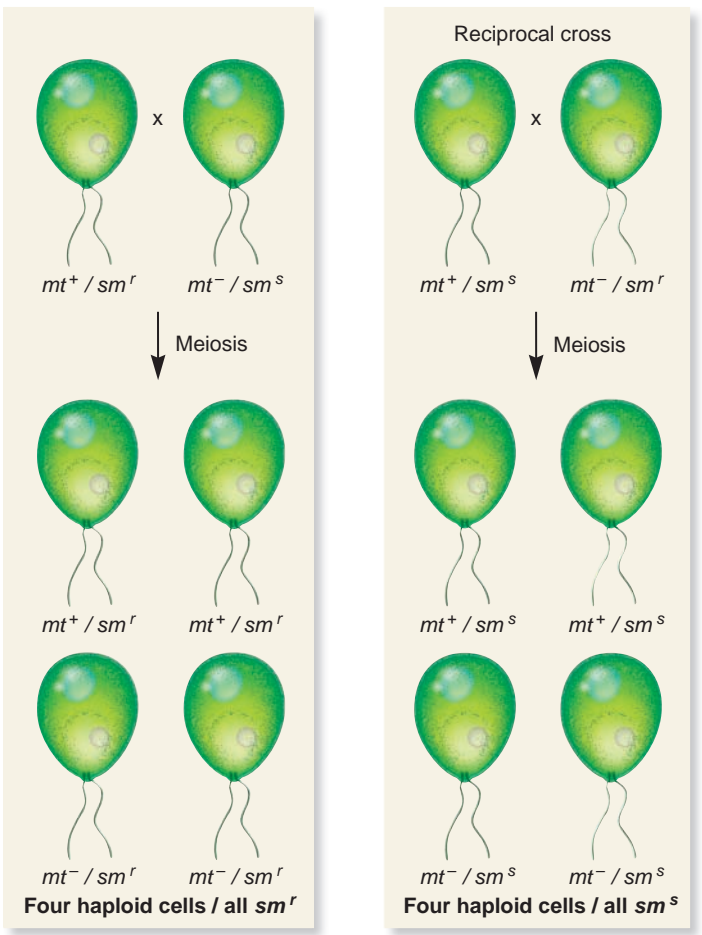 x
mt⁺ / smʳ mt⁻ / smˢ
Meiosis
mt⁺ / smʳ mt⁺ / smʳ
mt⁻ / smʳ mt⁻ / smʳ
Four haploid cells / all smʳ
Reciprocal cross
x
mt⁺ / smˢ mt⁻ / smʳ
Meiosis
mt⁺ / smˢ mt⁺ / smˢ
mt⁻ / smˢ mt⁻ / smˢ
Four haploid cells / all smˢ